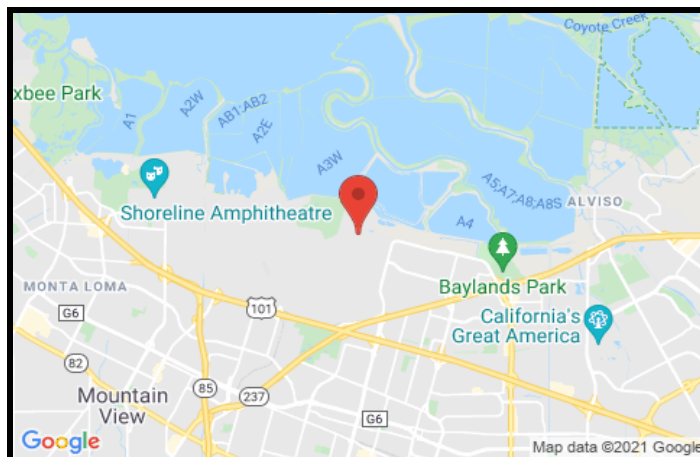 Coyote Creek
xbee Park
A1
A2W
AB1;AB2
A2E
A3W
A5;A7;A8;A8S
A4
ALVISO
Shoreline Amphitheatre
Baylands Park
MONTA LOMA
G6
101
California's
Great America
82
85
237
Mountain
View
G6
Google
Map data ©2021 Google